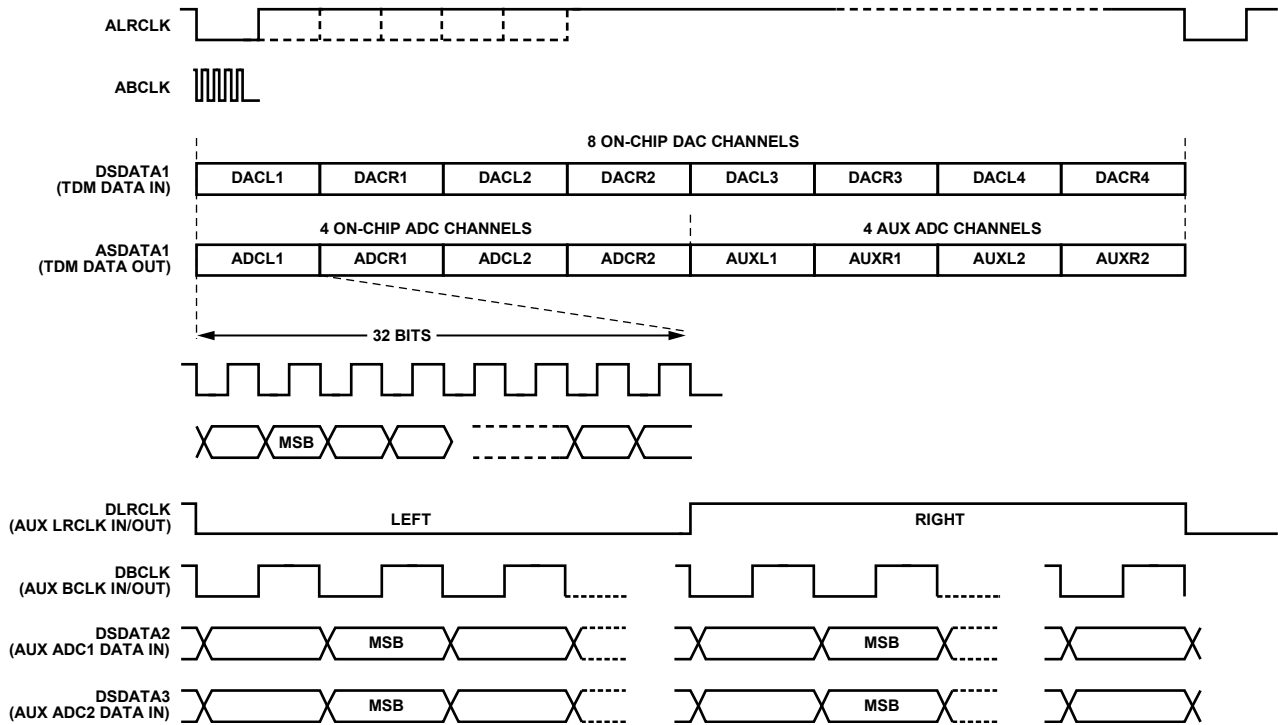 ALRCLK
ABCLK
8 ON-CHIP DAC CHANNELS
DSDATA1
(TDM DATA IN)
DACL1 DACR1 DACL2 DACR2 DACL3 DACR3 DACL4 DACR4
4 ON-CHIP ADC CHANNELS 4 AUX ADC CHANNELS
ASDATA1
(TDM DATA OUT)
ADCL1 ADCR1 ADCL2 ADCR2 AUXL1 AUXR1 AUXL2 AUXR2
32 BITS
MSB
DLRCLK
(AUX LRCLK IN/OUT)
LEFT RIGHT
DBCLK
(AUX BCLK IN/OUT)
DSDATA2
(AUX ADC1 DATA IN)
MSB MSB
DSDATA3
(AUX ADC2 DATA IN)
MSB MSB